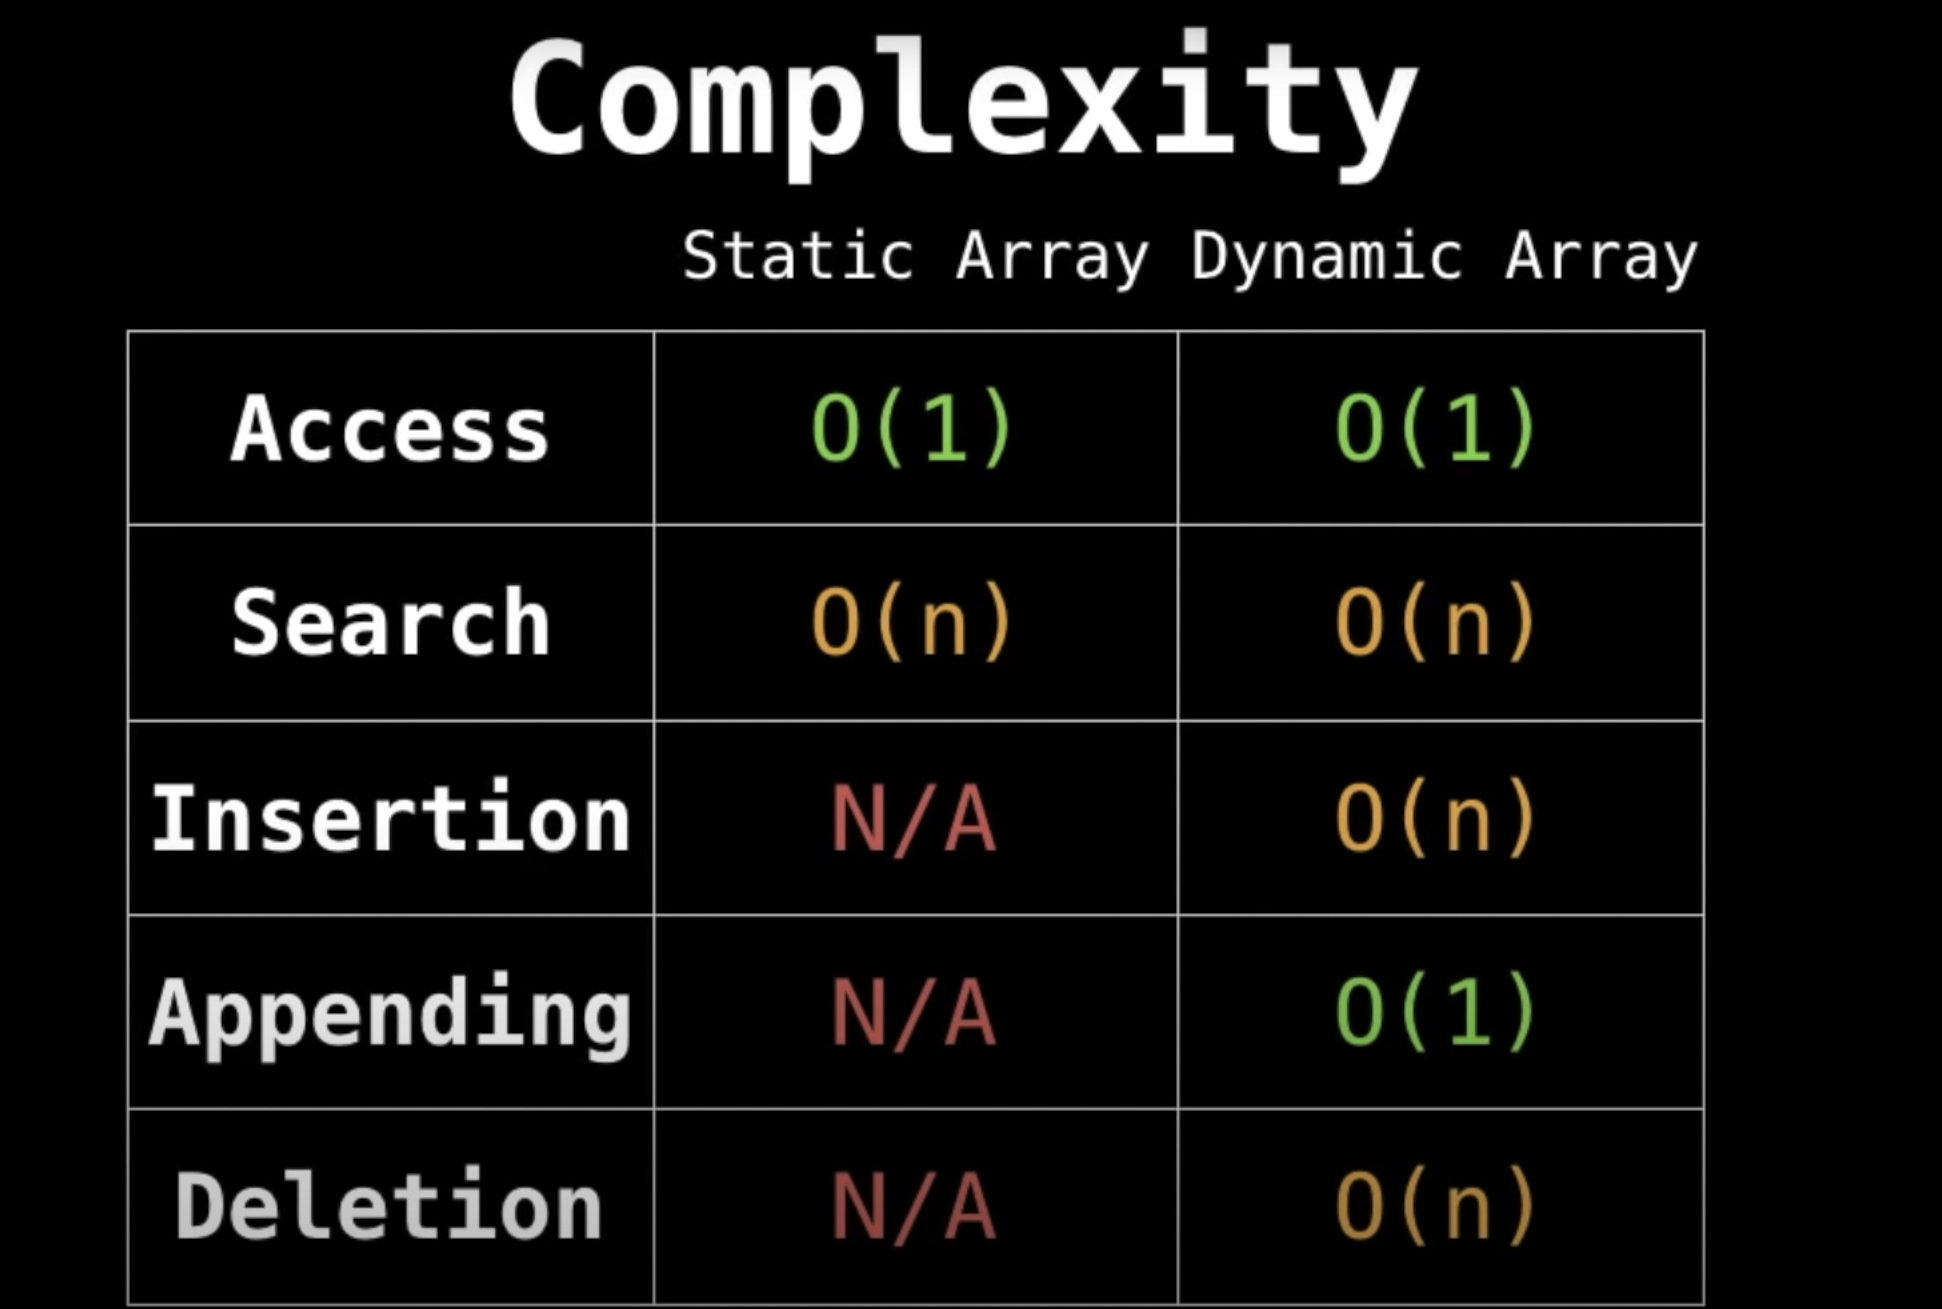 Complexity
Static Array Dynamic Array
Access O(1) O(1)
Search O(n) O(n)
Insertion N/A O(n)
Appending N/A O(1)
Deletion N/A O(n)